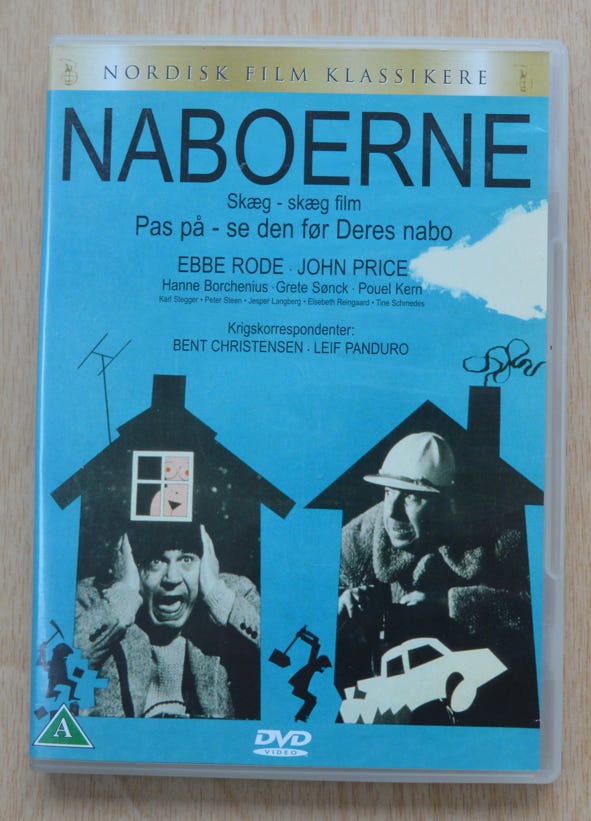 NORDISK FILM KLASSIKERE
NABOERNE
Skæg - skæg film
Pas på - se den før Deres nabo
EBBE RODE · JOHN PRICE
Hanne Borchenius · Grete Sønck · Pouel Kern
Karl Stegger • Peter Steen • Jesper Langberg • Elsebeth Reingaard • Tine Schmedes
Krigskorrespondenter:
BENT CHRISTENSEN · LEIF PANDURO
A
DVD
VIDEO